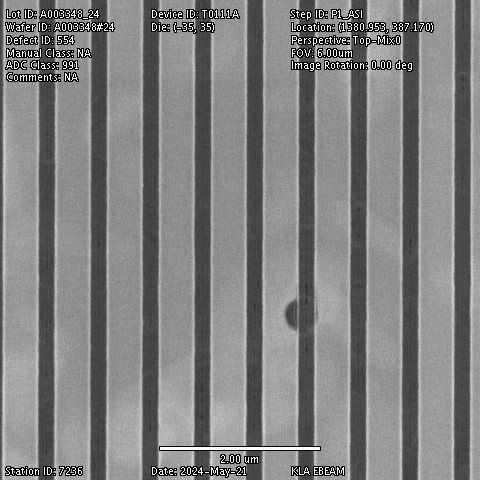 Lot ID: A003348_24
Wafer ID: A003348#24
Defect ID: 554
Manual Class: NA
ADC Class: 991
Comments: NA
Device ID: T0111A
Die: (-35, 35)
Step ID: P1_ASI
Location: (1380.953, 387.170)
Perspective: Top-Mix0
FOV: 6.00um
Image Rotation: 0.00 deg
2.00 um
Station ID: 7236
Date: 2024-May-21
KLA EBEAM